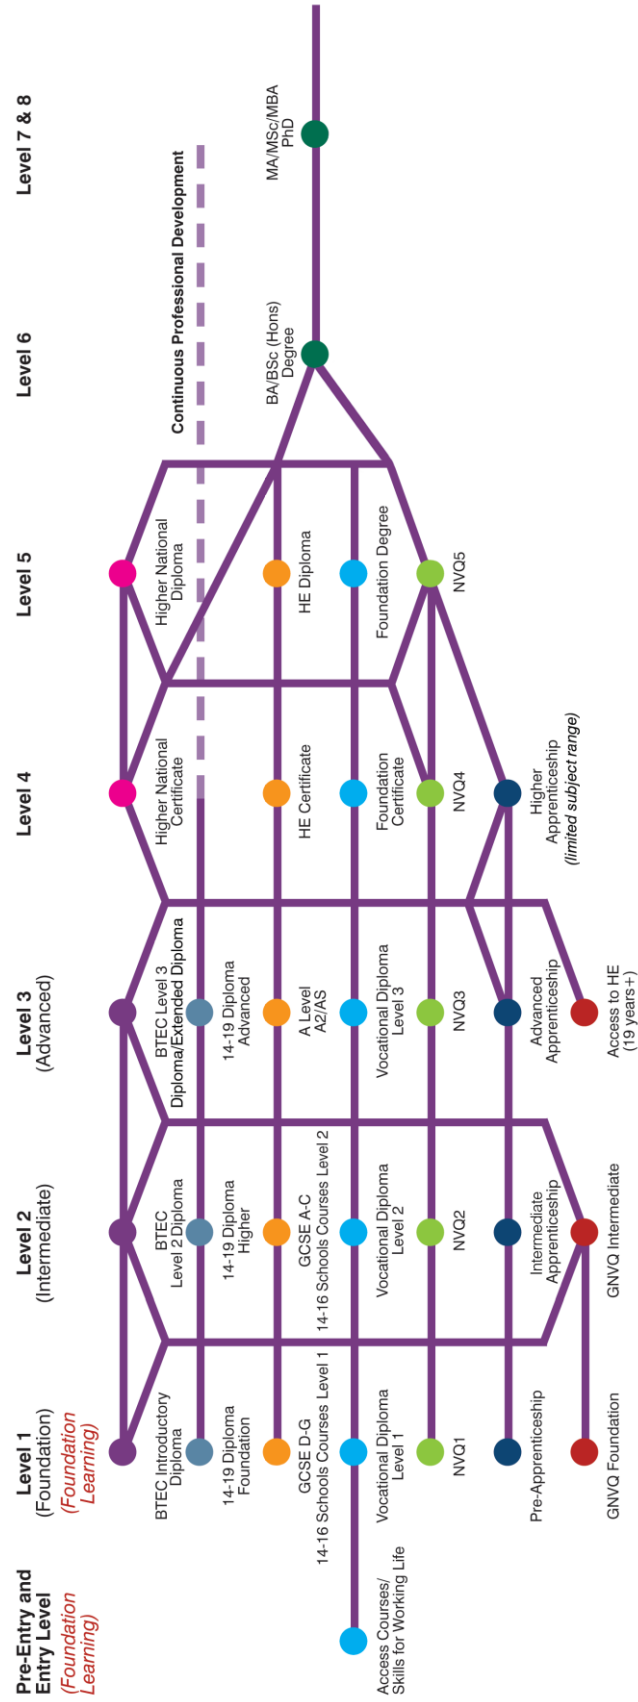 Pre-Entry and
Entry Level
(Foundation
Learning)
Level 1
(Foundation)
(Foundation
Learning)
Level 2
(Intermediate)
Level 3
(Advanced)
Level 4
Level 5
Level 6
Level 7 & 8
BTEC Introductory
Diploma
BTEC
Level 2 Diploma
BTEC Level 3
Diploma/Extended Diploma
Higher National
Certificate
Higher National
Diploma
Continuous Professional Development
14-19 Diploma
Foundation
14-19 Diploma
Higher
14-19 Diploma
Advanced
BA/BSc (Hons)
Degree
MA/MSc/MBA
PhD
GCSE D-G
14-16 Schools Courses Level 1
GCSE A-C
14-16 Schools Courses Level 2
A Level
A2/AS
HE Certificate
HE Diploma
Access Courses/
Skills for Working Life
Vocational Diploma
Level 1
Vocational Diploma
Level 2
Vocational Diploma
Level 3
Foundation
Certificate
Foundation Degree
NVQ1
NVQ2
NVQ3
NVQ4
NVQ5
Pre-Apprenticeship
Intermediate
Apprenticeship
Advanced
Apprenticeship
Higher
Apprenticeship
(limited subject range)
GNVQ Foundation
GNVQ Intermediate
Access to HE
(19 years+)